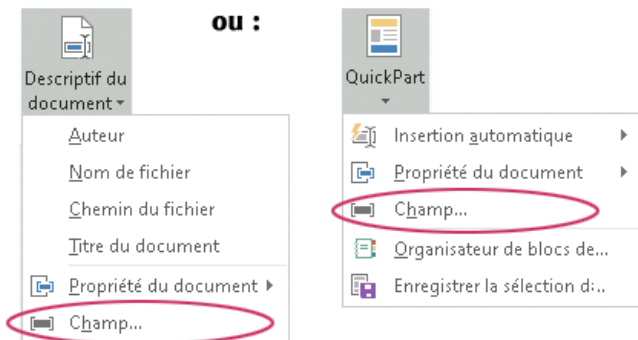 ou :
Descriptif du
document
Auteur
Nom de fichier
Chemin du fichier
Titre du document
Propriété du document
Champ...
QuickPart
Insertion automatique
Propriété du document
Champ...
Organisateur de blocs de...
Enregistrer la sélection d:..